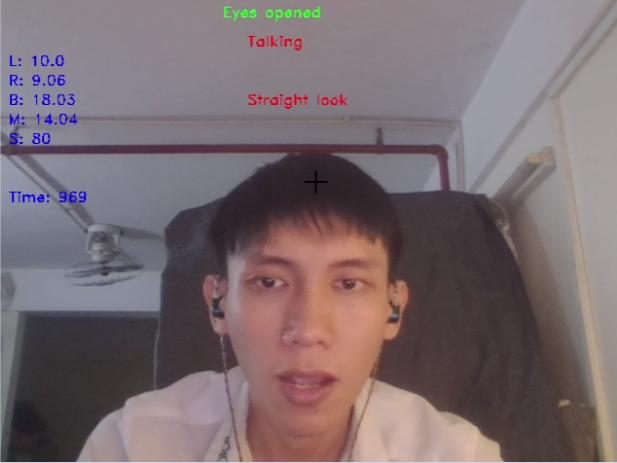 Eyes opened
Talking
L: 10.0
R: 9.06
B: 18.03
Straight look
M: 14.04
S: 80
Time: 969